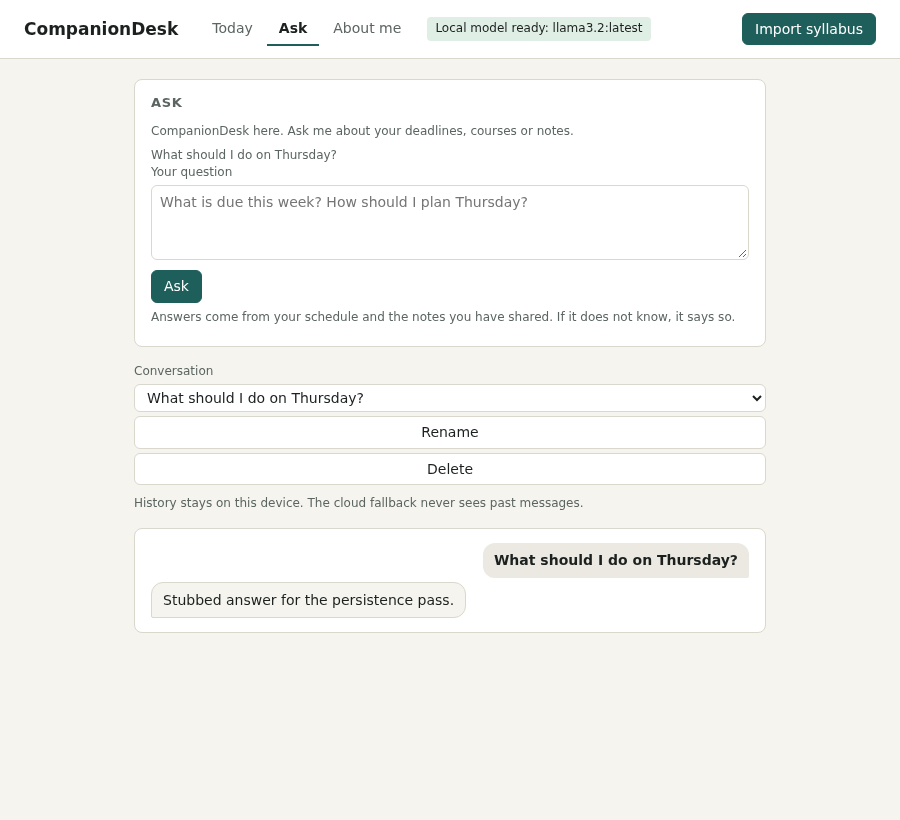 CompanionDesk
Today
Ask
About me
Local model ready: llama3.2:latest
Import syllabus
ASK
CompanionDesk here. Ask me about your deadlines, courses or notes.
What should I do on Thursday?
Your question
What is due this week? How should I plan Thursday?
Ask
Answers come from your schedule and the notes you have shared. If it does not know, it says so.
Conversation
What should I do on Thursday?
Rename
Delete
History stays on this device. The cloud fallback never sees past messages.
What should I do on Thursday?
Stubbed answer for the persistence pass.